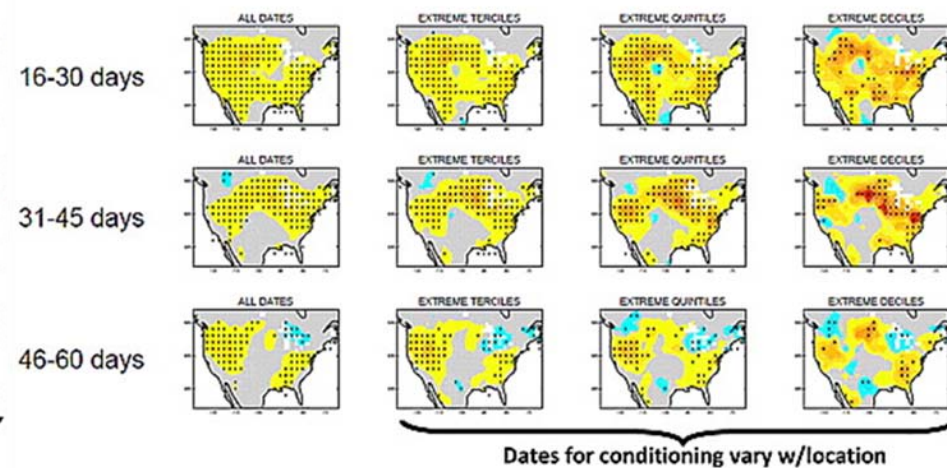 ALL DATES EXTREME TERCILES EXTREME QUINTILES EXTREME DECILES
16-30 days
ALL DATES EXTREME TERCILES EXTREME QUINTILES EXTREME DECILES
31-45 days
ALL DATES EXTREME TERCILES EXTREME QUINTILES EXTREME DECILES
46-60 days
Dates for conditioning vary w/location